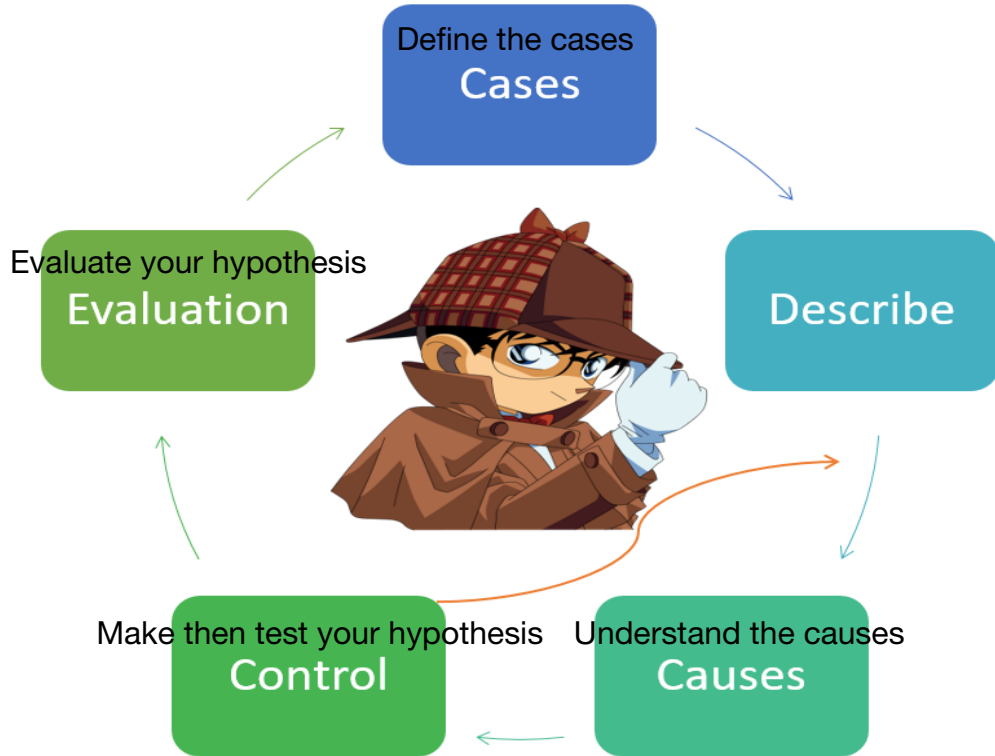 Define the cases
Cases
Describe
Understand the causes
Causes
Make then test your hypothesis
Control
Evaluate your hypothesis
Evaluation